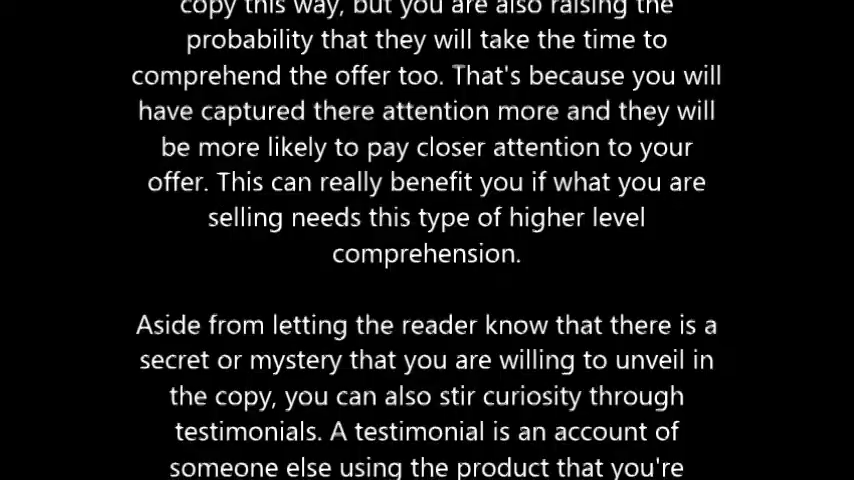 copy this way, but you are also raising the
probability that they will take the time to
comprehend the offer too. That's because you will
have captured there attention more and they will
be more likely to pay closer attention to your
offer. This can really benefit you if what you are
selling needs this type of higher level
comprehension.
Aside from letting the reader know that there is a
secret or mystery that you are willing to unveil in
the copy, you can also stir curiosity through
testimonials. A testimonial is an account of
someone else using the product that you're